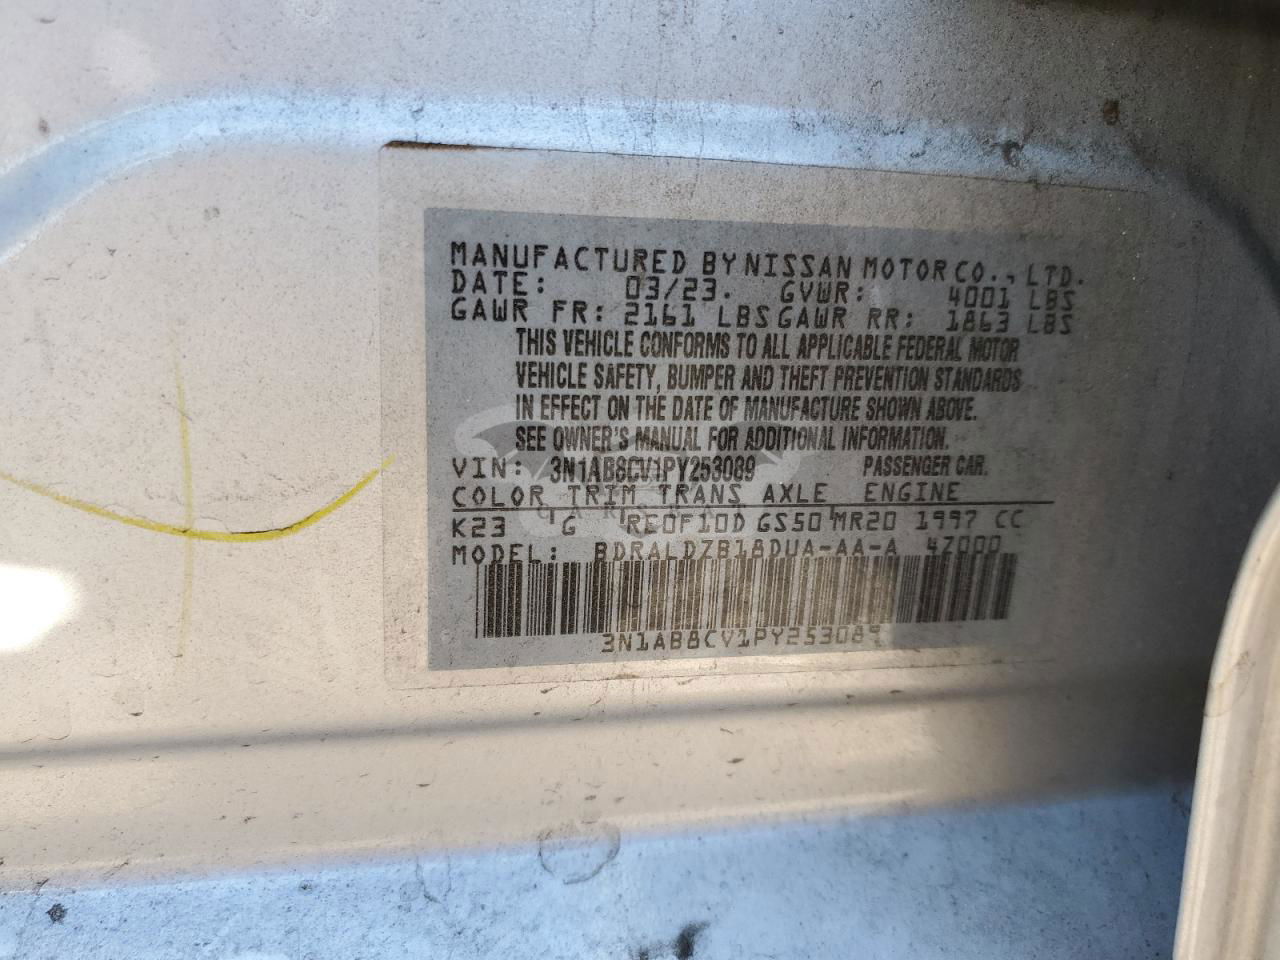 MANUFACTURED BY NISSAN MOTOR CO., LTD.
DATE: 03/23. GVWR: 4001 LBS
GAWR FR: 2161 LBS GAWR RR: 1863 LBS
THIS VEHICLE CONFORMS TO ALL APPLICABLE FEDERAL MOTOR
VEHICLE SAFETY, BUMPER AND THEFT PREVENTION STANDARDS
IN EFFECT ON THE DATE OF MANUFACTURE SHOWN ABOVE.
SEE OWNER'S MANUAL FOR ADDITIONAL INFORMATION.
VIN: 3N1AB8CV1PY253089 PASSENGER CAR.
COLOR TRIM TRANS AXLE ENGINE
K23 G RE0F10D GS50 MR20 1997 CC
MODEL: BDRALDZB18DUA-AA-A 4Z000
3N1AB8CV1PY253089